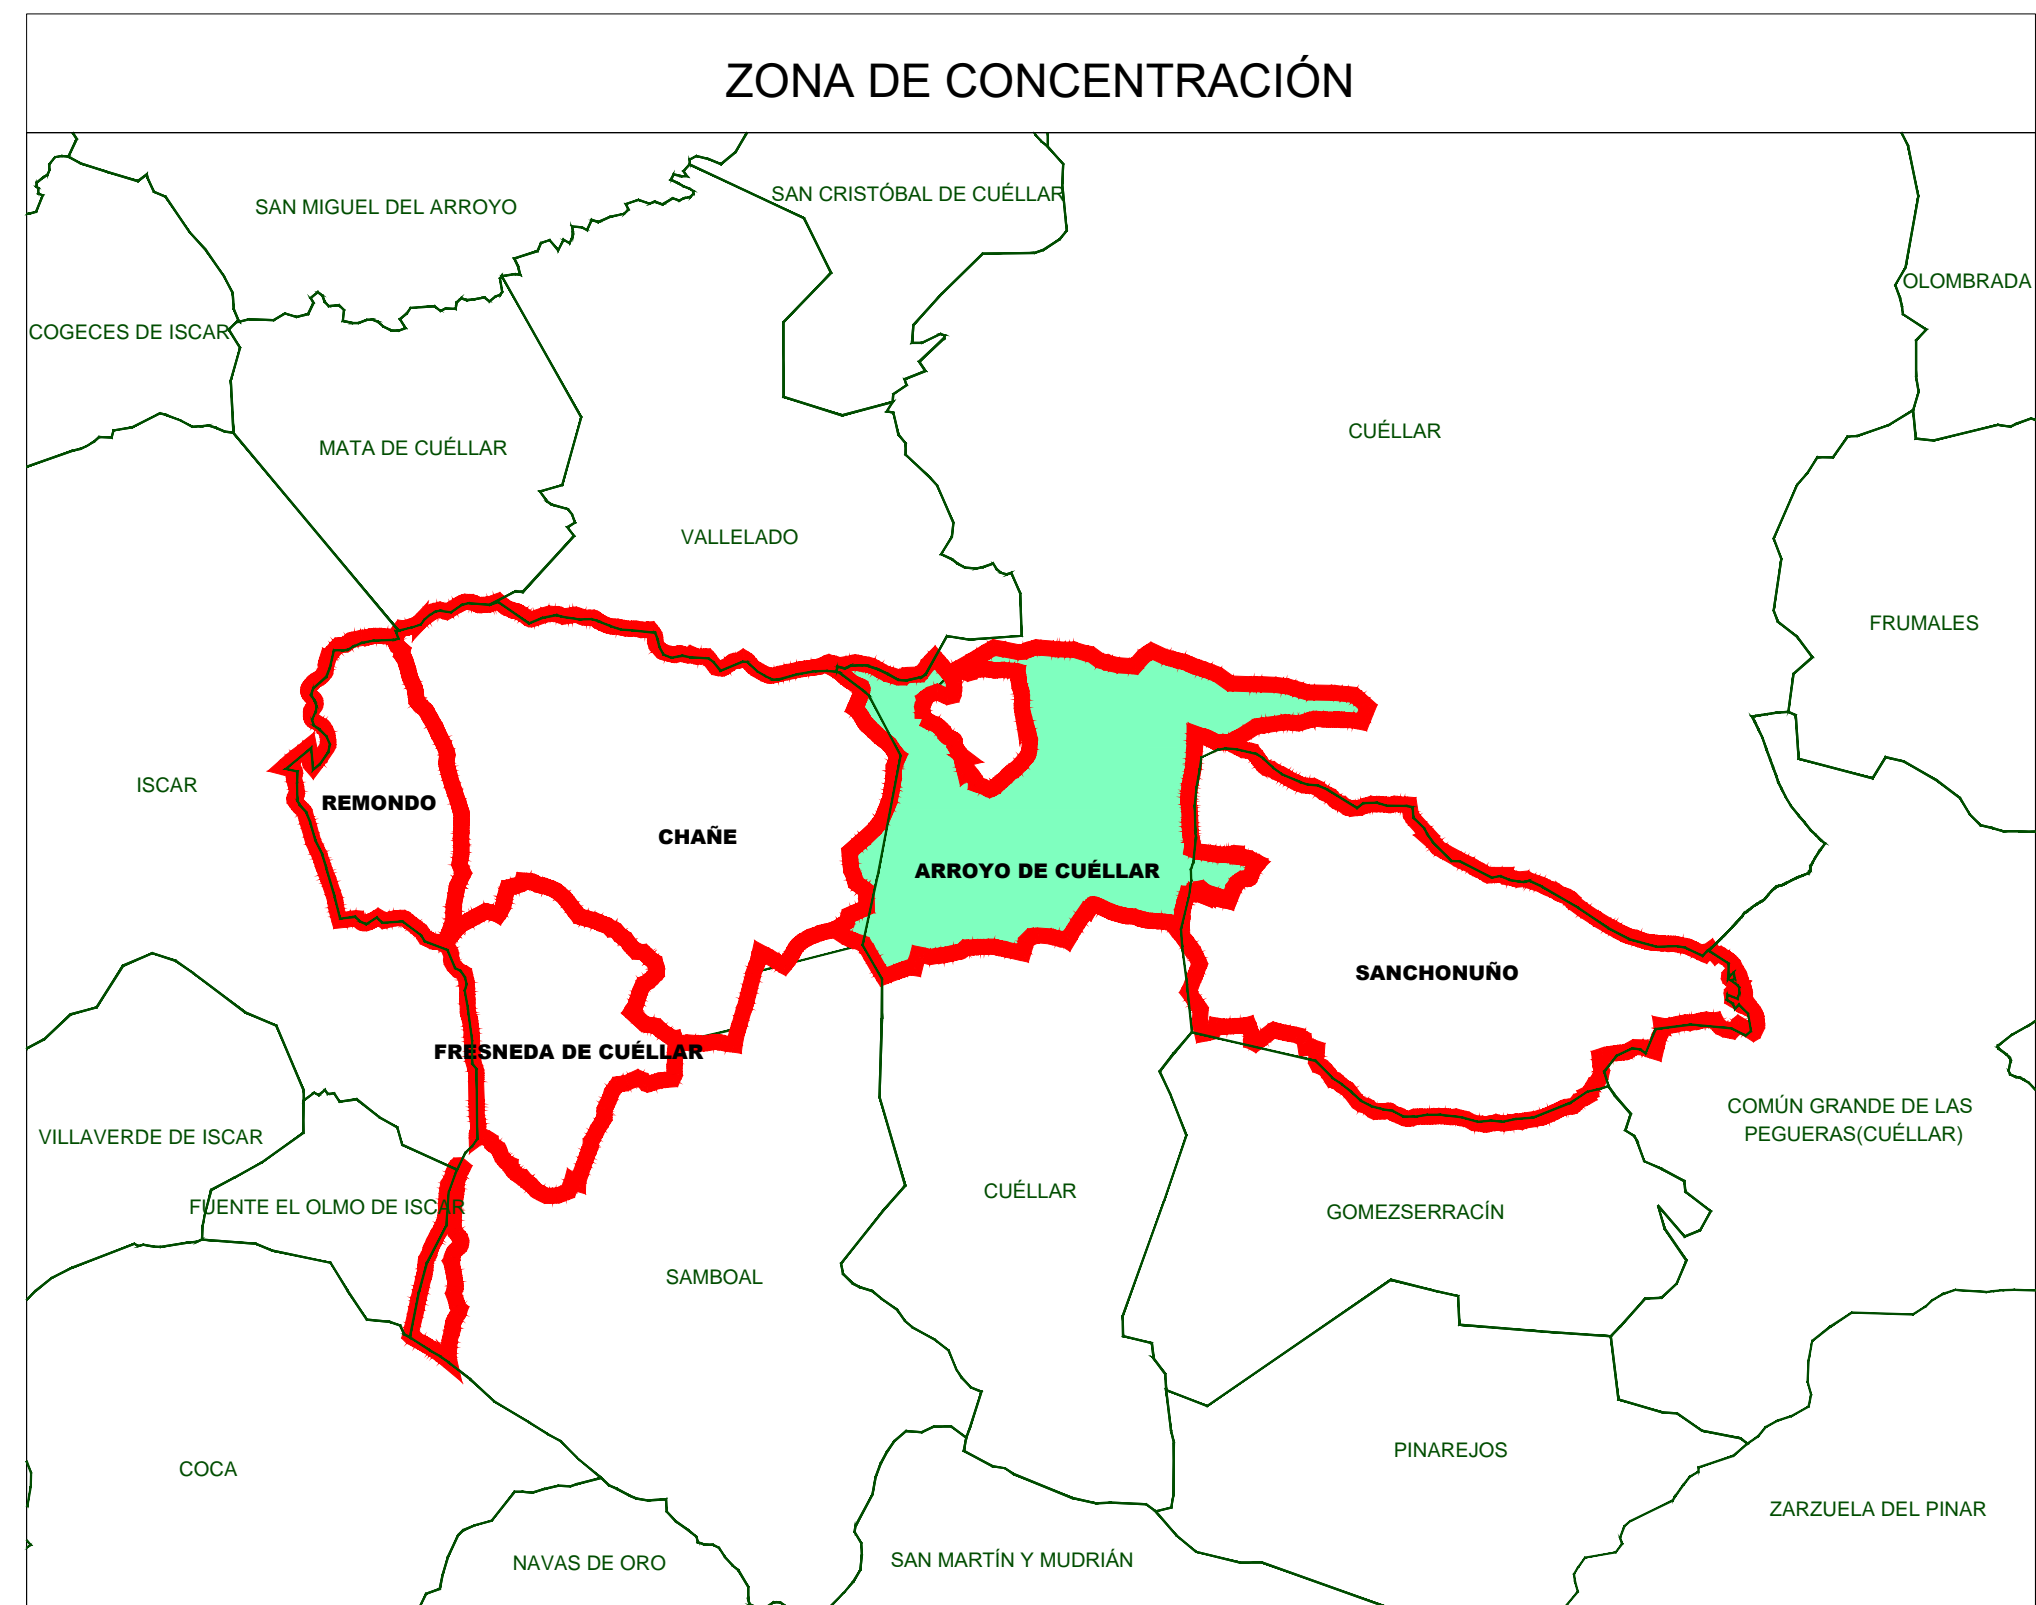 ZONA DE CONCENTRACIÓN
SAN CRISTÓBAL DE CUÉLLAR
SAN MIGUEL DEL ARROYO
OLOMBRADA
COGECES DE ISCAR
CUÉLLAR
MATA DE CUÉLLAR
VALLELADO
FRUMALES
ISCAR
REMONDO
CHAÑE
ARROYO DE CUÉLLAR
SANCHONUÑO
FRESNEDA DE CUÉLLAR
COMÚN GRANDE DE LAS
PEGUERAS(CUÉLLAR)
VILLAVERDE DE ISCAR
CUÉLLAR
FUENTE EL OLMO DE ISCAR
GOMEZSERRACÍN
SAMBOAL
PINAREJOS
COCA
ZARZUELA DEL PINAR
SAN MARTÍN Y MUDRIÁN
NAVAS DE ORO